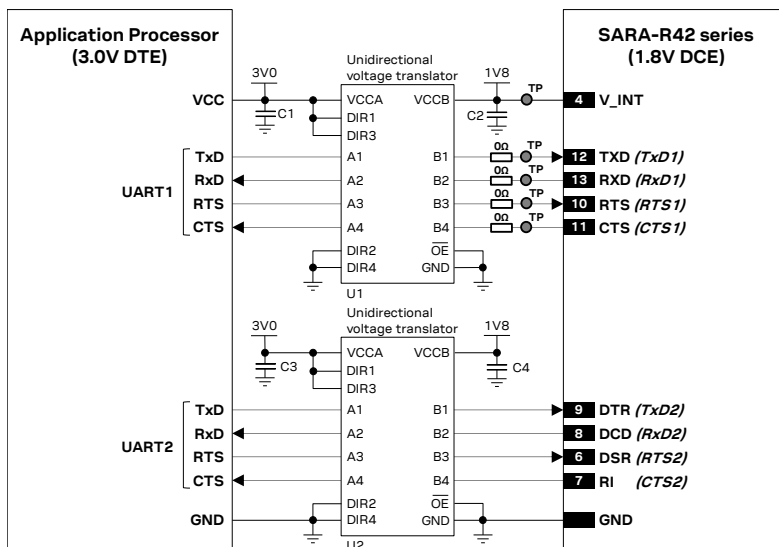 Application Processor
(3.0V DTE)
Unidirectional
voltage translator
SARA-R42 series
(1.8V DCE)
3V0
1V8
TP
VCC
VCCA
VCCB
4 V_INT
C1
DIR1
C2
DIR3
0Ω TP
TxD
A1
B1
12 TXD (TxD1)
0Ω TP
UART1
RxD
A2
B2
13 RXD (RxD1)
0Ω TP
RTS
A3
B3
10 RTS (RTS1)
0Ω TP
CTS
A4
B4
11 CTS (CTS1)
DIR2
OE
DIR4
GND
U1
Unidirectional
voltage translator
3V0
1V8
VCCA
VCCB
C3
DIR1
C4
DIR3
TxD
A1
B1
9 DTR (TxD2)
UART2
RxD
A2
B2
8 DCD (RxD2)
RTS
A3
B3
6 DSR (RTS2)
CTS
A4
B4
7 RI (CTS2)
DIR2
OE
GND
DIR4
GND
GND
U2